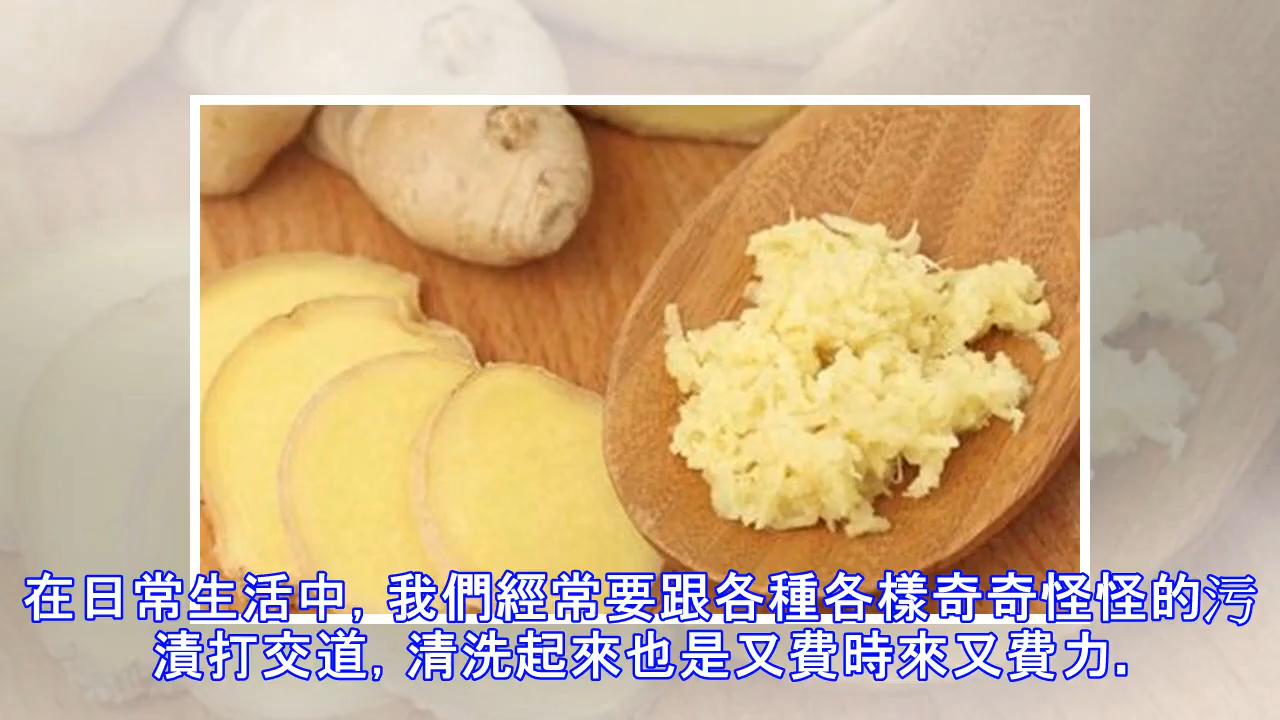 在日常生活中, 我們經常要跟各種各樣奇奇怪怪的污
漬打交道, 清洗起來也是又費時來又費力.